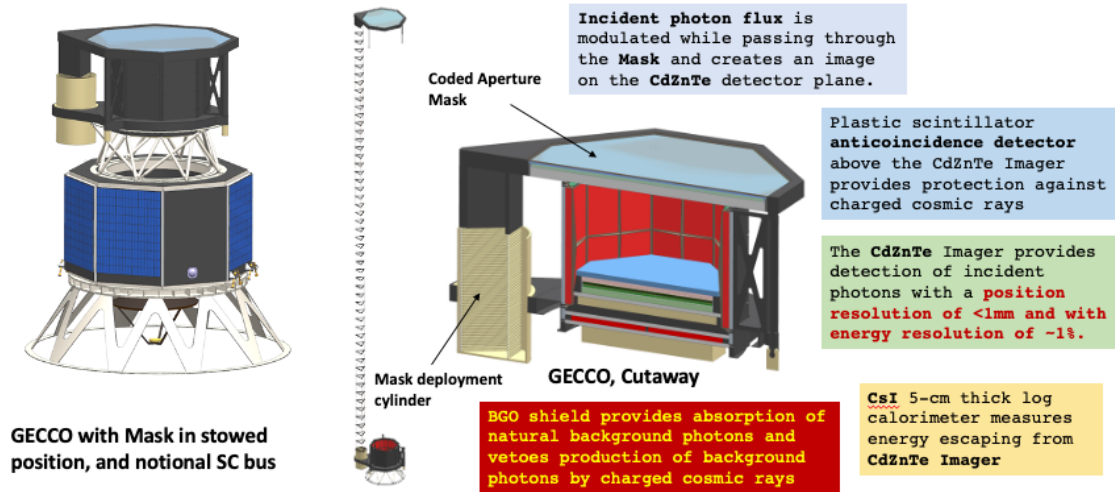 Incident photon flux is
modulated while passing through
the Mask and creates an image
on the CdZnTe detector plane.
Coded Aperture
Mask
Plastic scintillator
anticoincidence detector
above the CdZnTe Imager
provides protection against
charged cosmic rays
The CdZnTe Imager provides
detection of incident
photons with a position
resolution of <1mm and with
energy resolution of ~1%.
Mask deployment
cylinder
GECCO, Cutaway
CsI 5-cm thick log
calorimeter measures
energy escaping from
CdZnTe Imager
BGO shield provides absorption of
natural background photons and
vetoes production of background
photons by charged cosmic rays
GECCO with Mask in stowed
position, and notional SC bus